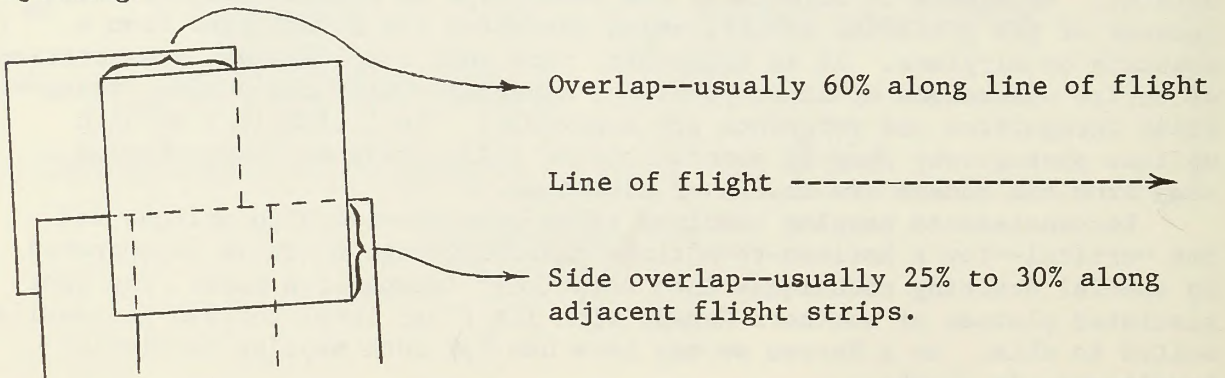 Overlap--usually 60% along line of flight
Line of flight
Side overlap--usually 25% to 30% along
adjacent flight strips.